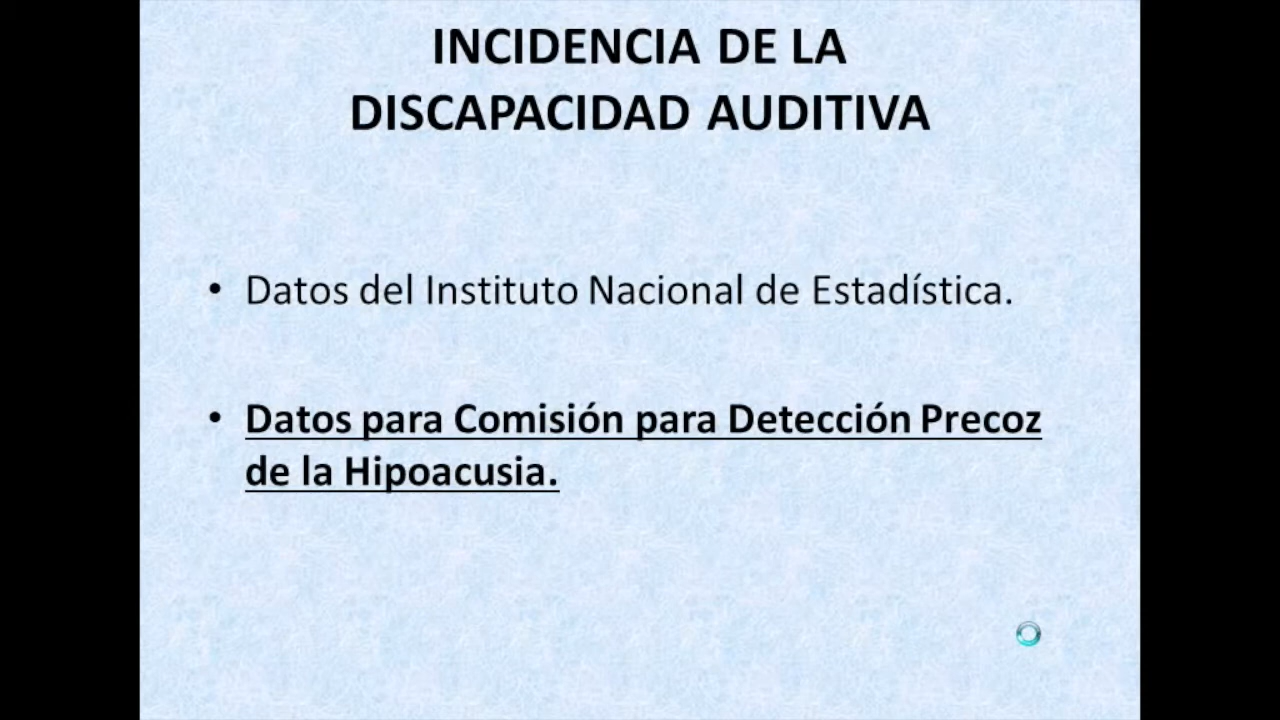 INCIDENCIA DE LA
DISCAPACIDAD AUDITIVA
• Datos del Instituto Nacional de Estadística.
• Datos para Comisión para Detección Precoz
de la Hipoacusia.